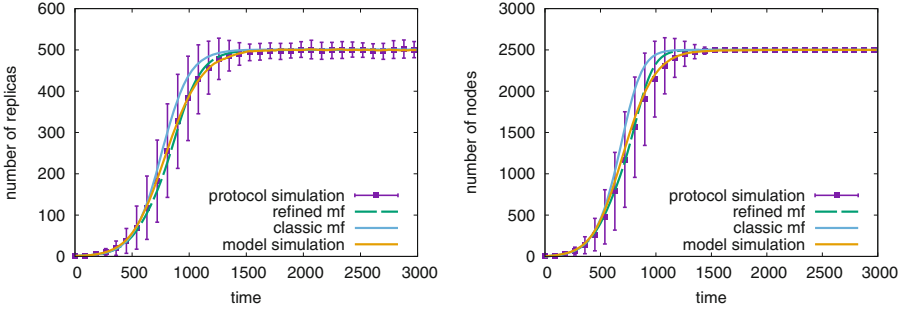 600
500
400
300
200
100
0
number of replicas
protocol simulation
refined mf
classic mf
model simulation
0 500 1000 1500 2000 2500 3000
time
3000
2500
2000
1500
1000
500
0
number of nodes
protocol simulation
refined mf
classic mf
model simulation
0 500 1000 1500 2000 2500 3000
time